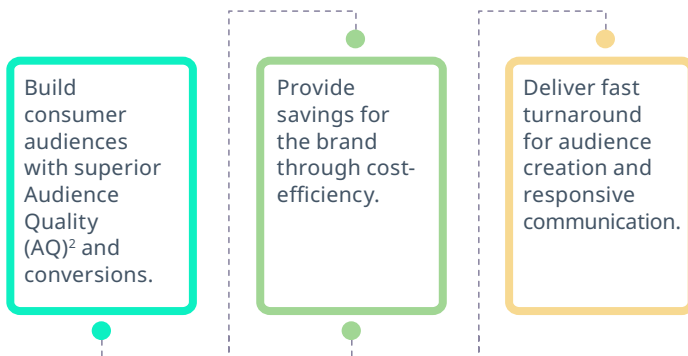 Build
consumer
audiences
with superior
Audience
Quality
(AQ)² and
conversions.
Provide
savings for
the brand
through cost-
efficiency.
Deliver fast
turnaround
for audience
creation and
responsive
communication.